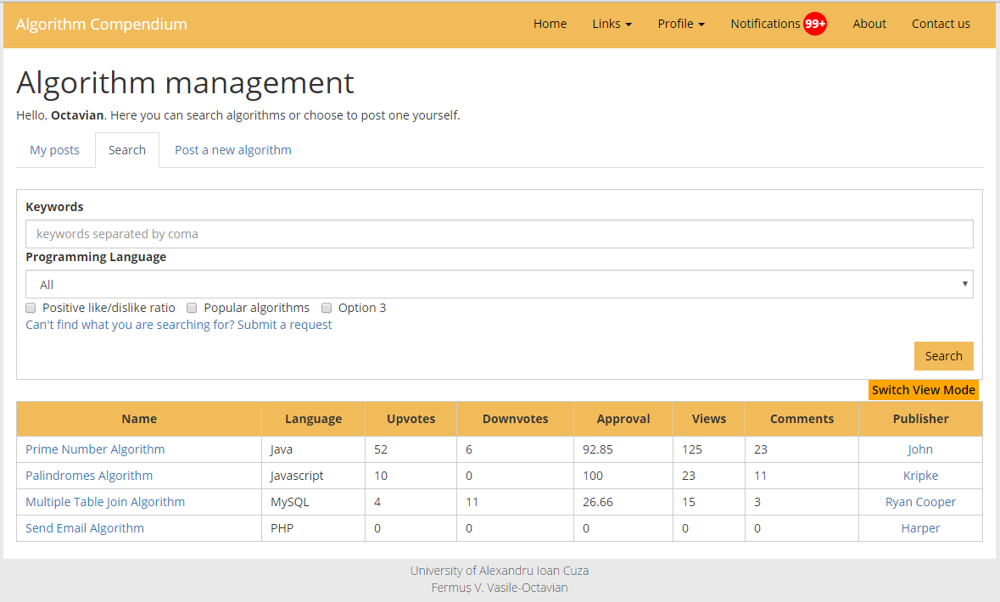 Algorithm Compendium Home Links Profile Notifications 99+ About Contact us
Algorithm management
Hello, Octavian. Here you can search algorithms or choose to post one yourself.
My posts Search Post a new algorithm
Keywords
keywords separated by coma
Programming Language
All
Positive like/dislike ratio Popular algorithms Option 3
Can't find what you are searching for? Submit a request
Search
Switch View Mode
Name Language Upvotes Downvotes Approval Views Comments Publisher
Prime Number Algorithm Java 52 6 92.85 125 23 John
Palindromes Algorithm Javascript 10 0 100 23 11 Kripke
Multiple Table Join Algorithm MySQL 4 11 26.66 15 3 Ryan Cooper
Send Email Algorithm PHP 0 0 0 0 0 Harper
University of Alexandru Ioan Cuza
Fermuș V. Vasile-Octavian